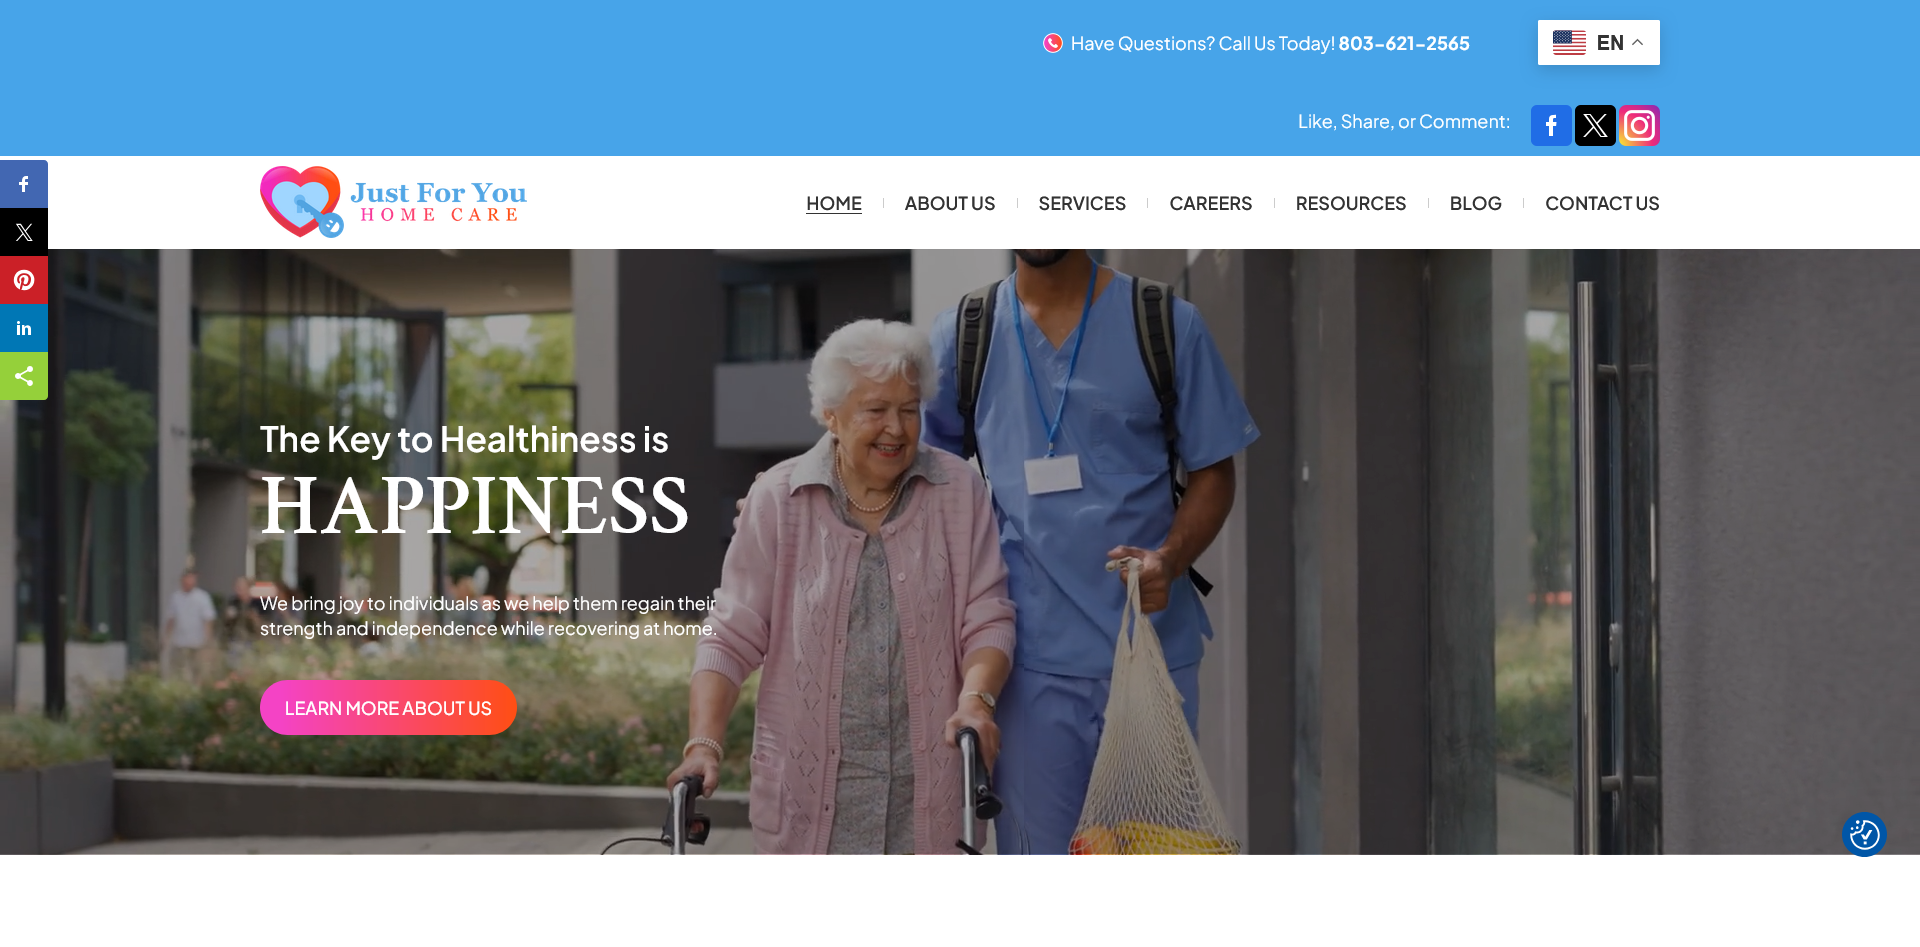 Have Questions? Call Us Today! 803-621-2565
EN
Like, Share, or Comment:
Just For You
HOME CARE
HOME
ABOUT US
SERVICES
CAREERS
RESOURCES
BLOG
CONTACT US
The Key to Healthiness is
HAPPINESS
We bring joy to individuals as we help them regain their
strength and independence while recovering at home.
LEARN MORE ABOUT US